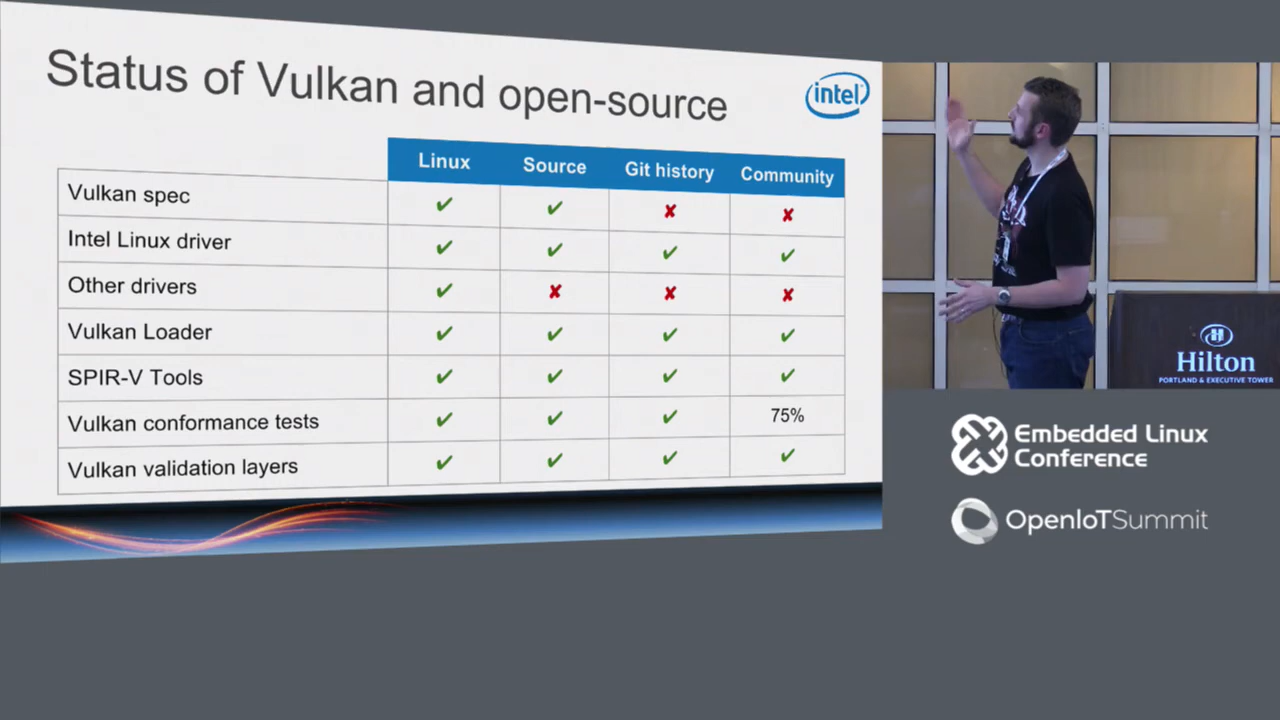 Status of Vulkan and open-source
intel
Linux Source Git history Community
Vulkan spec ✔ ✔ ✘ ✘
Intel Linux driver ✔ ✔ ✔ ✔
Other drivers ✔ ✘ ✘ ✘
Vulkan Loader ✔ ✔ ✔ ✔
SPIR-V Tools ✔ ✔ ✔ ✔
Vulkan conformance tests ✔ ✔ ✔ 75%
Vulkan validation layers ✔ ✔ ✔ ✔
Hilton
PORTLAND & EXECUTIVE TOWER
Embedded Linux
Conference
OpenIoTSummit